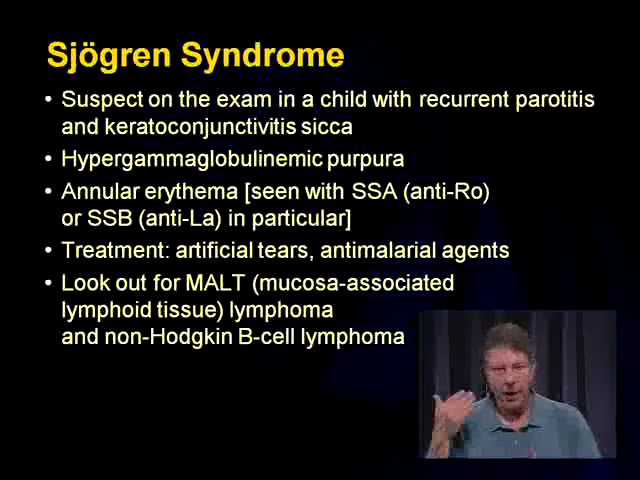 Sjögren Syndrome
• Suspect on the exam in a child with recurrent parotitis
and keratoconjunctivitis sicca
• Hypergammaglobulinemic purpura
• Annular erythema [seen with SSA (anti-Ro)
or SSB (anti-La) in particular]
• Treatment: artificial tears, antimalarial agents
• Look out for MALT (mucosa-associated
lymphoid tissue) lymphoma
and non-Hodgkin B-cell lymphoma